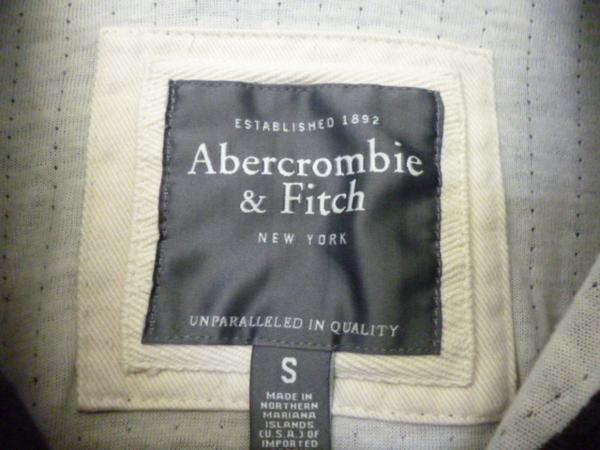 ESTABLISHED 1892
Abercrombie
& Fitch
NEW YORK
UNPARALLELED IN QUALITY
S
MADE IN
NORTHERN
MARIANA
ISLANDS
(U.S.A.) OF
IMPORTED